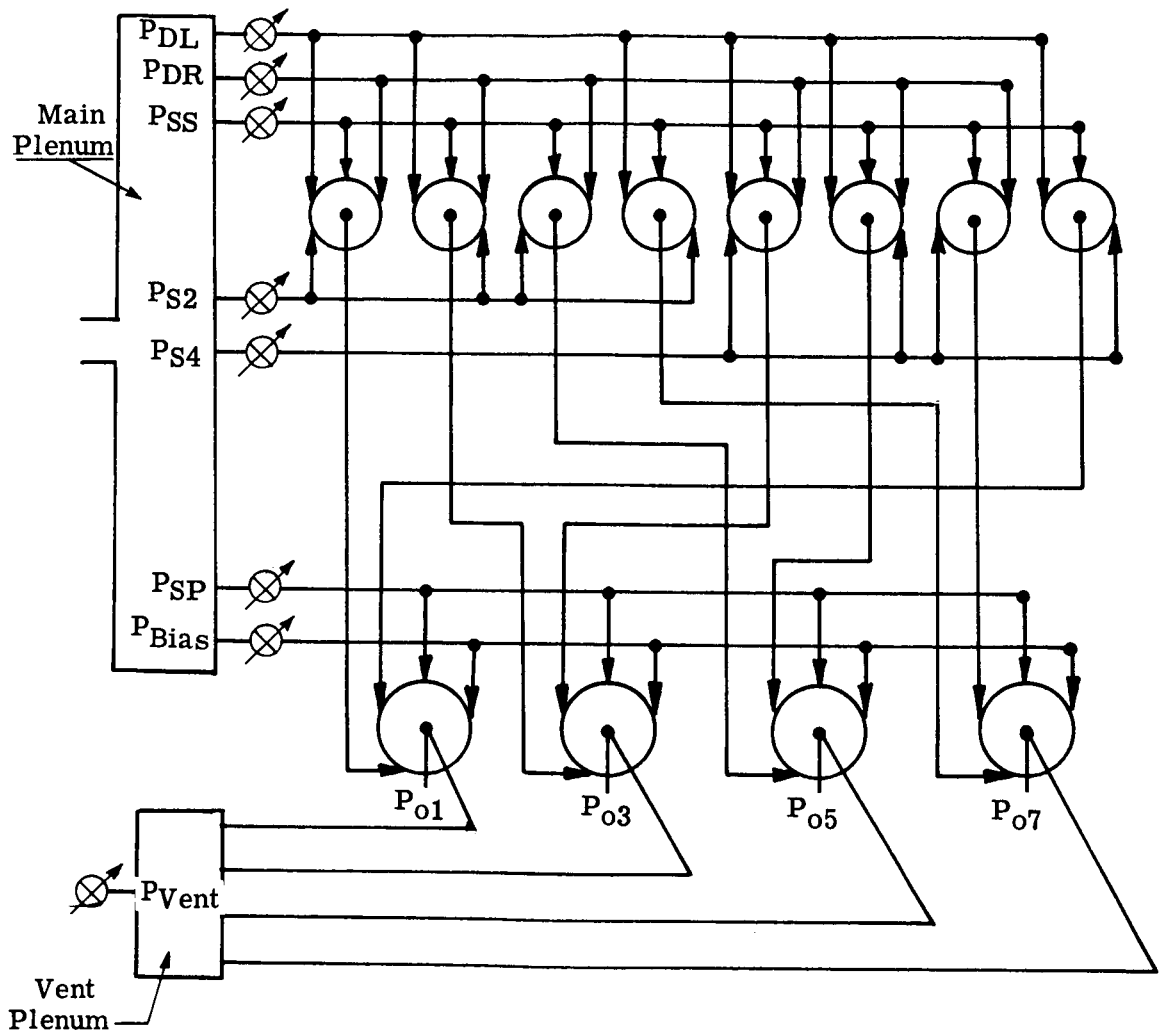 P_DL
P_DR
P_SS
Main
Plenum
P_S2
P_S4
P_SP
P_Bias
P_o1
P_o3
P_o5
P_o7
P_Vent
Vent
Plenum